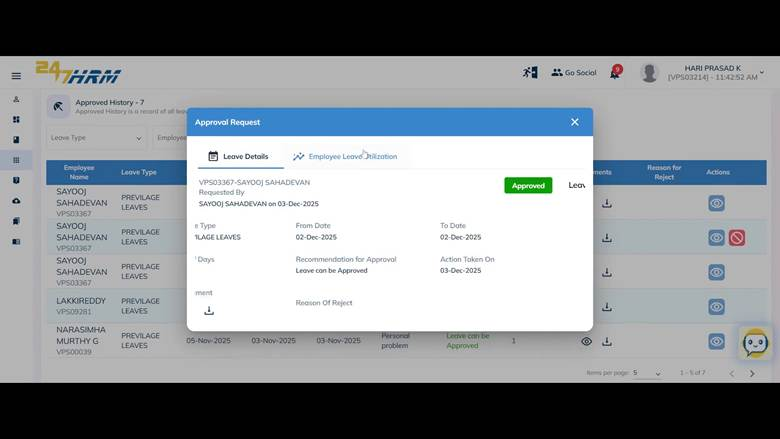 247HRM
Go Social
9
HARI PRASAD K
[VPS03214] - 11:42:52 AM
Approved History - 7
Approved History is a record of all leav
Leave Type
Employee
Employee Name
Leave Type
Reason for Reject
Actions
SAYOOJ SAHADEVAN
VPS03367
PREVILAGE LEAVES
SAYOOJ SAHADEVAN
VPS03367
PREVILAGE LEAVES
SAYOOJ SAHADEVAN
VPS03367
PREVILAGE LEAVES
LAKKIREDDY
VPS09281
PREVILAGE LEAVES
NARASIMHA MURTHY G
VPS00039
PREVILAGE LEAVES
05-Nov-2025
03-Nov-2025
03-Nov-2025
Personal problem
Leave can be Approved
1
Items per page:
5
1 – 5 of 7
Approval Request
Leave Details
Employee Leave Utilization
VPS03367-SAYOOJ SAHADEVAN
Approved
Leav
Requested By
SAYOOJ SAHADEVAN on 03-Dec-2025
e Type
From Date
To Date
ILAGE LEAVES
02-Dec-2025
02-Dec-2025
Days
Recommendation for Approval
Action Taken On
Leave can be Approved
03-Dec-2025
ment
Reason Of Reject